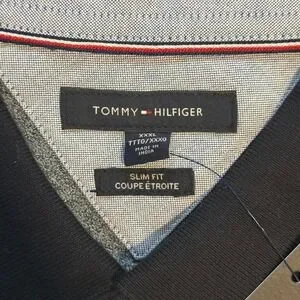 TOMMY HILFIGER
XXXL
TTTG/XXXG
MADE IN
INDIA
SLIM FIT
COUPE ÉTROITE